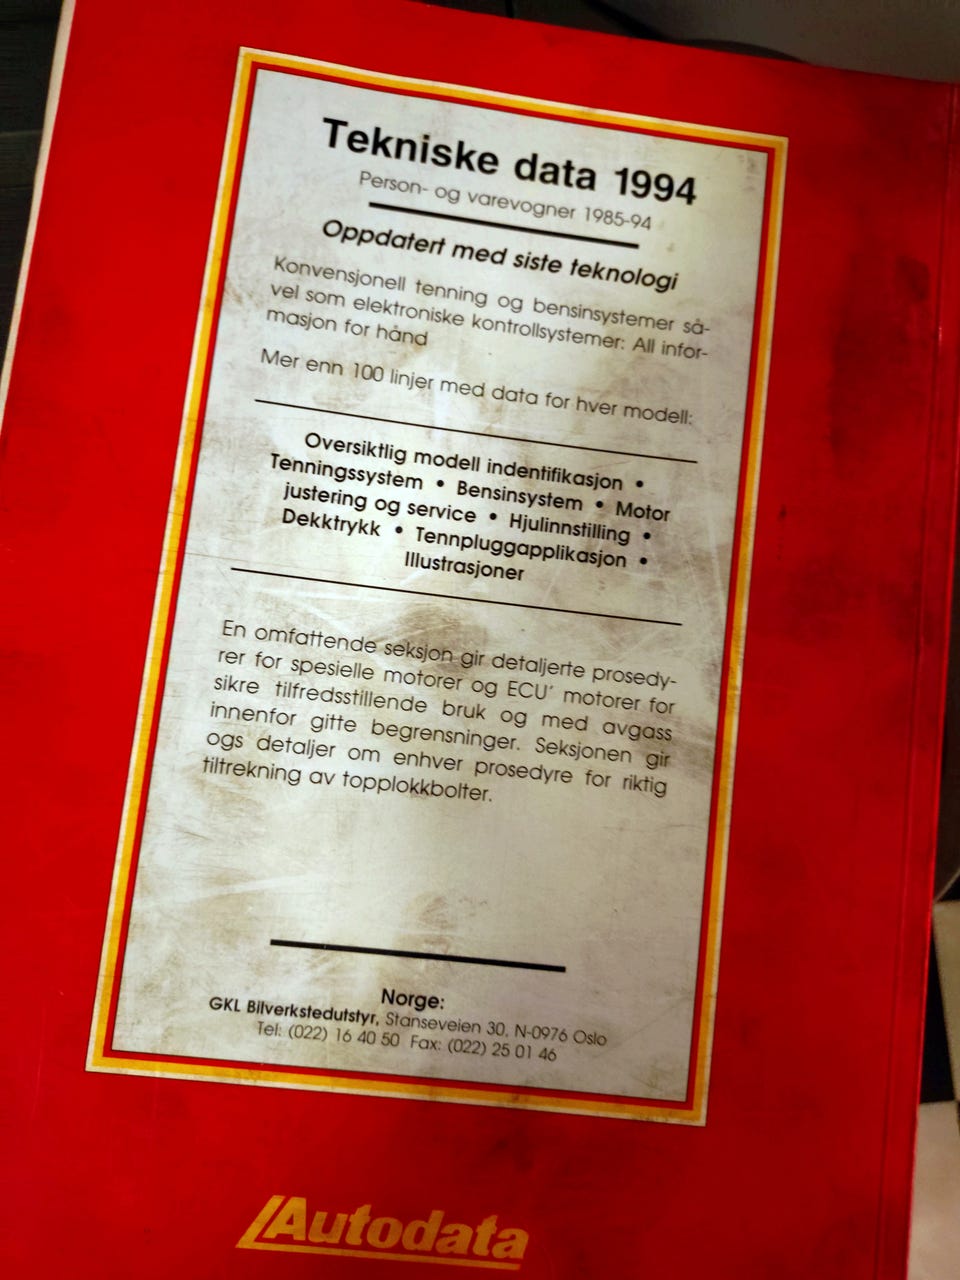 Tekniske data 1994
Person- og varevogner 1985-94
Oppdatert med siste teknologi
Konvensjonell tenning og bensinsystemer så-
vel som elektroniske kontrollsystemer: All infor-
masjon for hånd
Mer enn 100 linjer med data for hver modell:
Oversiktlig modell indentifikasjon •
Tenningssystem • Bensinsystem • Motor
justering og service • Hjulinnstilling •
Dekktrykk • Tennpluggapplikasjon •
Illustrasjoner
En omfattende seksjon gir detaljerte prosedy-
rer for spesielle motorer og ECU' motorer for
sikre tilfredsstillende bruk og med avgass
innenfor gitte begrensninger. Seksjonen gir
ogs detaljer om enhver prosedyre for riktig
tiltrekning av topplokkbolter.
Norge:
GKL Bilverkstedutstyr, Stanseveien 30, N-0976 Oslo
Tel: (022) 16 40 50 Fax: (022) 25 01 46
Autodata